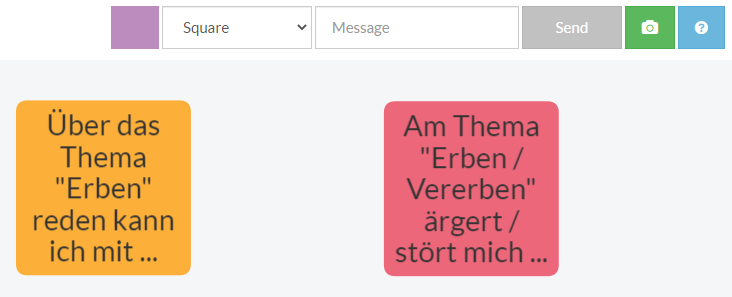 Square
Message
Send
Über das
Thema
"Erben"
reden kann
ich mit ...
Am Thema
"Erben /
Vererben"
ärgert /
stört mich ...